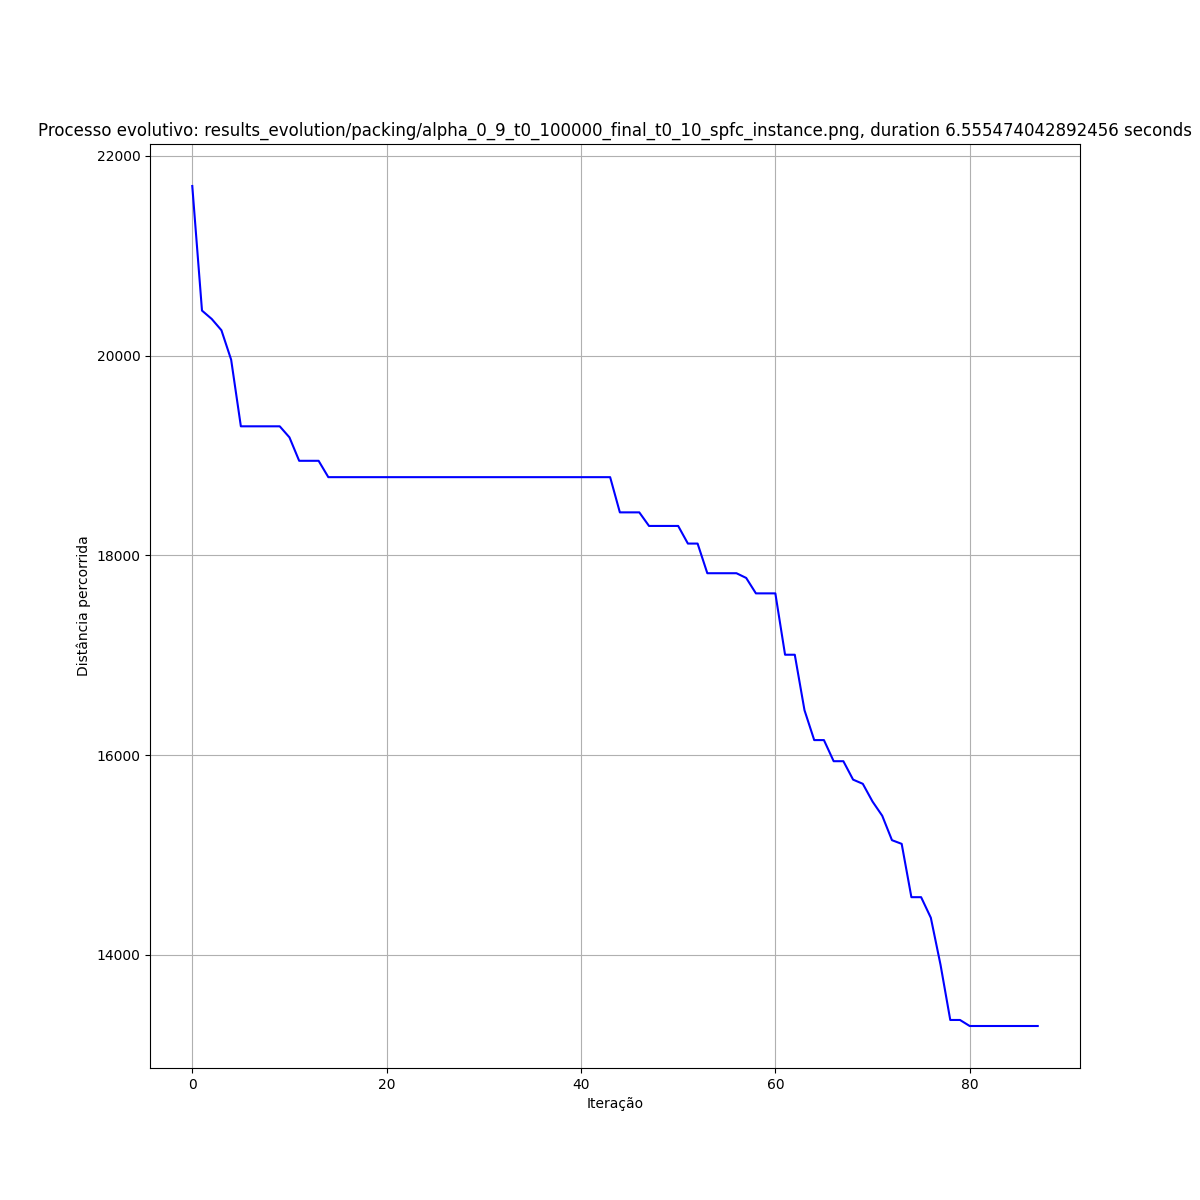 Processo evolutivo: results_evolution/packing/alpha_0_9_t0_100000_final_t0_10_spfc_instance.png, duration 6.555474042892456 seconds
22000
20000
18000
16000
14000
Distância percorrida
0 20 40 60 80
Iteração